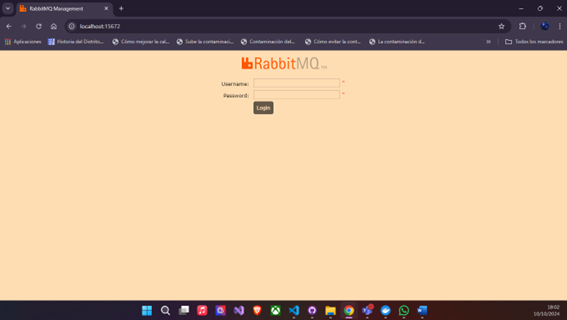 RabbitMQ Management
localhost:15672
Aplicaciones
Historia del Distrito...
Cómo mejorar la cal...
Sube la contaminaci...
Contaminación del...
Cómo evitar la cont...
La contaminación d...
Todos los marcadores
RabbitMQ TM
Username: *
Password: *
Login
18:02
10/10/2024